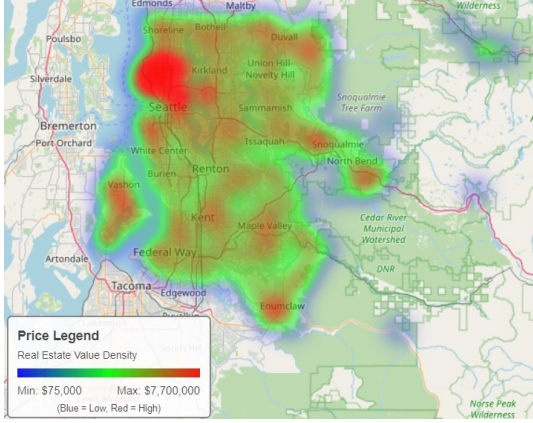 Edmonds
Maltby
Wilderness
Poulsbo
Shoreline
Bothell
Duvall
Silverdale
Kirkland
Union Hill-
Novelty Hill
Seattle
Sammamish
Snoqualmie
Tree Farm
Bremerton
Port Orchard
White Center
Issaquah
Snoqualmie
North Bend
Burien
Renton
Vashon
Kent
Maple Valley
Cedar River
Municipal
Watershed
Artondale
Federal Way
DNR
Tacoma
Edgewood
Enumclaw
Price Legend
Real Estate Value Density
Min: $75,000 Max: $7,700,000
(Blue = Low, Red = High)
Norse Peak
Wilderness